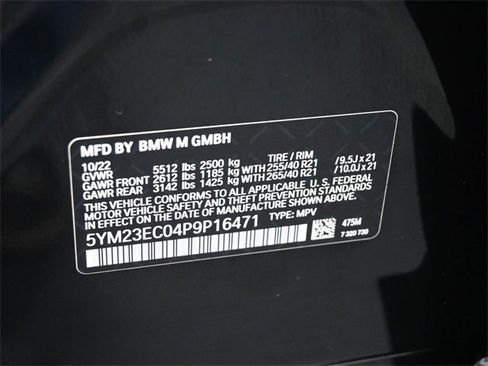 MFD BY BMW M GMBH
10/22 TIRE / RIM
GVWR 5512 lbs 2500 kg
GAWR FRONT 2612 lbs 1185 kg WITH 255/40 R21 /9.5J x 21
GAWR REAR 3142 lbs 1425 kg WITH 265/40 R21 /10.0J x 21
THIS VEHICLE CONFORMS TO ALL APPLICABLE U.S. FEDERAL
MOTOR VEHICLE SAFETY, BUMPER, AND THEFT PREVENTION
STANDARDS IN EFFECT ON THE DATE OF MANUFACTURE SHOWN ABOVE.
5YM23EC04P9P16471 TYPE: MPV
475M
7 320 730